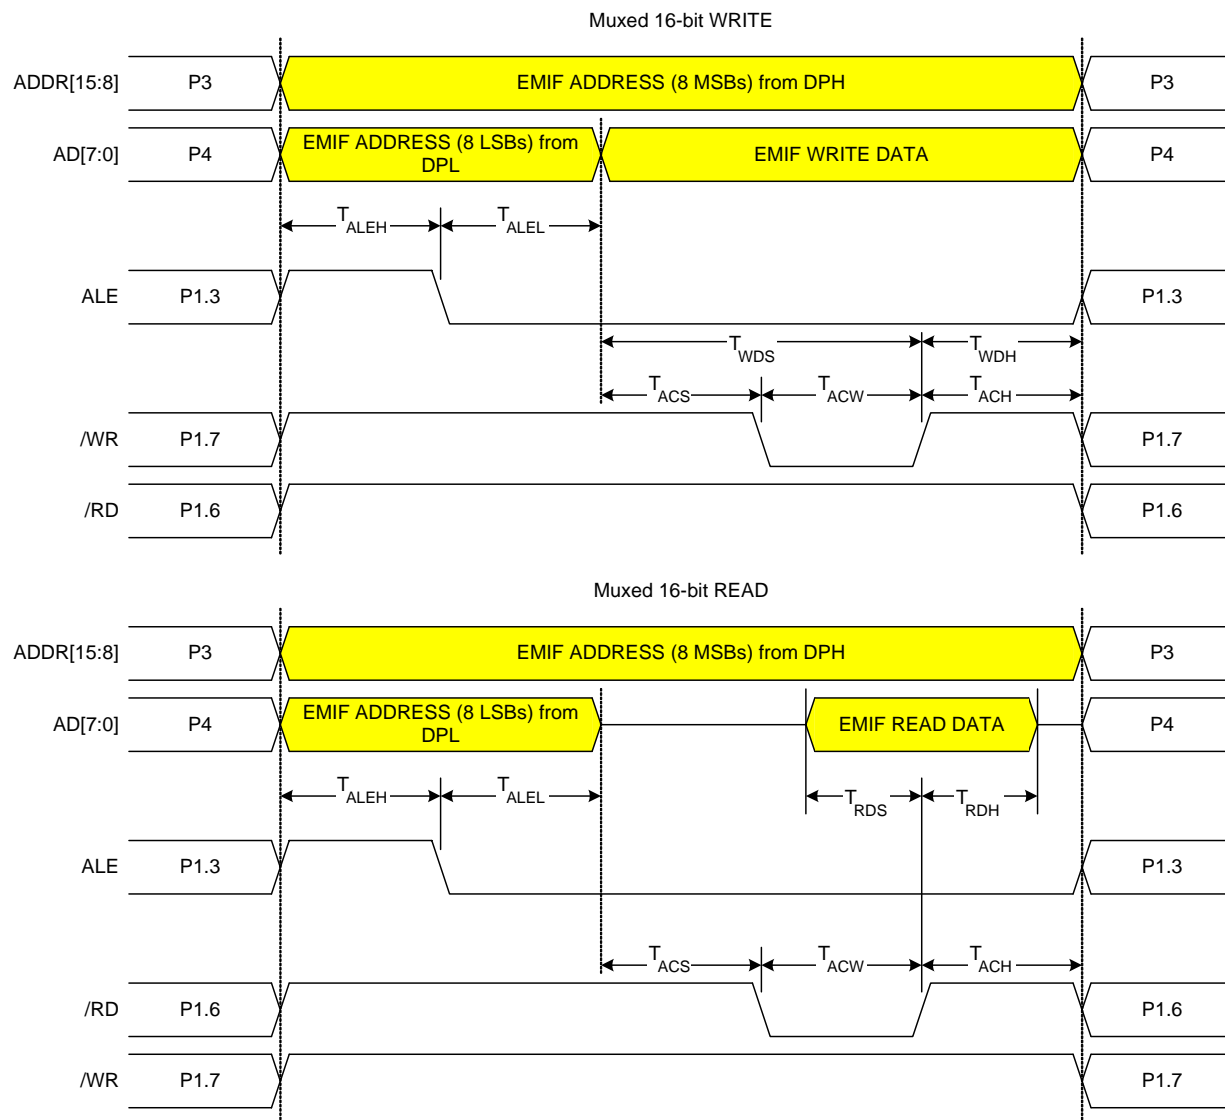 Muxed 16-bit WRITE
ADDR[15:8] P3 EMIF ADDRESS (8 MSBs) from DPH P3
AD[7:0] P4 EMIF ADDRESS (8 LSBs) from
DPL EMIF WRITE DATA P4
TALEH TALEL
ALE P1.3 P1.3
TWDS TWDH
TACS TACW TACH
/WR P1.7 P1.7
/RD P1.6 P1.6
Muxed 16-bit READ
ADDR[15:8] P3 EMIF ADDRESS (8 MSBs) from DPH P3
AD[7:0] P4 EMIF ADDRESS (8 LSBs) from
DPL EMIF READ DATA P4
TALEH TALEL TRDS TRDH
ALE P1.3 P1.3
TACS TACW TACH
/RD P1.6 P1.6
/WR P1.7 P1.7